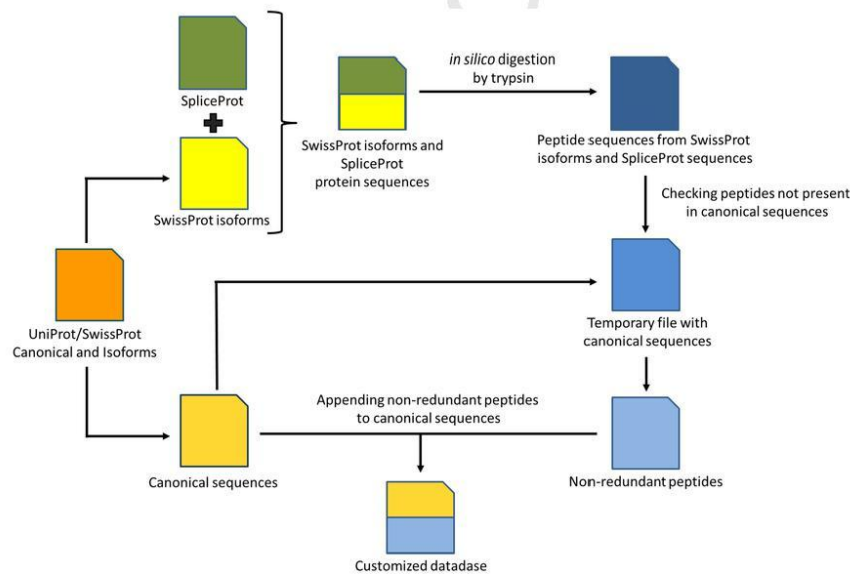 SpliceProt
SwissProt isoforms
SwissProt isoforms and
SpliceProt
protein sequences
in silico digestion
by trypsin
Peptide sequences from SwissProt
isoforms and SpliceProt sequences
Checking peptides not present
in canonical sequences
UniProt/SwissProt
Canonical and Isoforms
Temporary file with
canonical sequences
Appending non-redundant peptides
to canonical sequences
Canonical sequences
Non-redundant peptides
Customized datadase